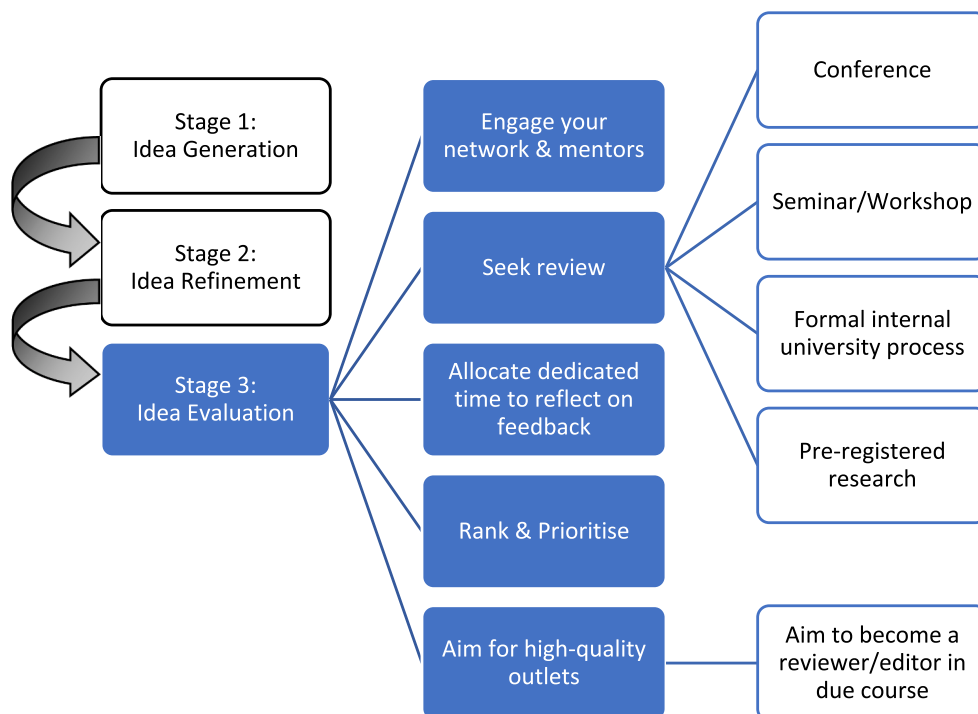 Stage 1:
Idea Generation
Stage 2:
Idea Refinement
Stage 3:
Idea Evaluation
Engage your
network & mentors
Seek review
Allocate dedicated
time to reflect on
feedback
Rank & Prioritise
Aim for high-quality
outlets
Conference
Seminar/Workshop
Formal internal
university process
Pre-registered
research
Aim to become a
reviewer/editor in
due course